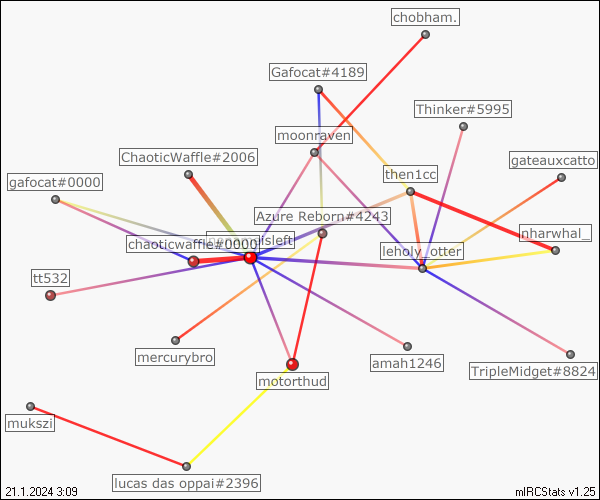 chobham.
Gafocat#4189
Thinker#5995
moonraven
ChaoticWaffle#2006
gateauxcatto
then1cc
gafocat#0000
Azure Reborn#4243
nharwhal_
chaoticwaffle#0000
isleft
leholy_otter
tt532
mercurybro
amah1246
TripleMidget#8824
motorthud
mukszi
lucas das oppai#2396
21.1.2024 3:09
mIRCStats v1.25